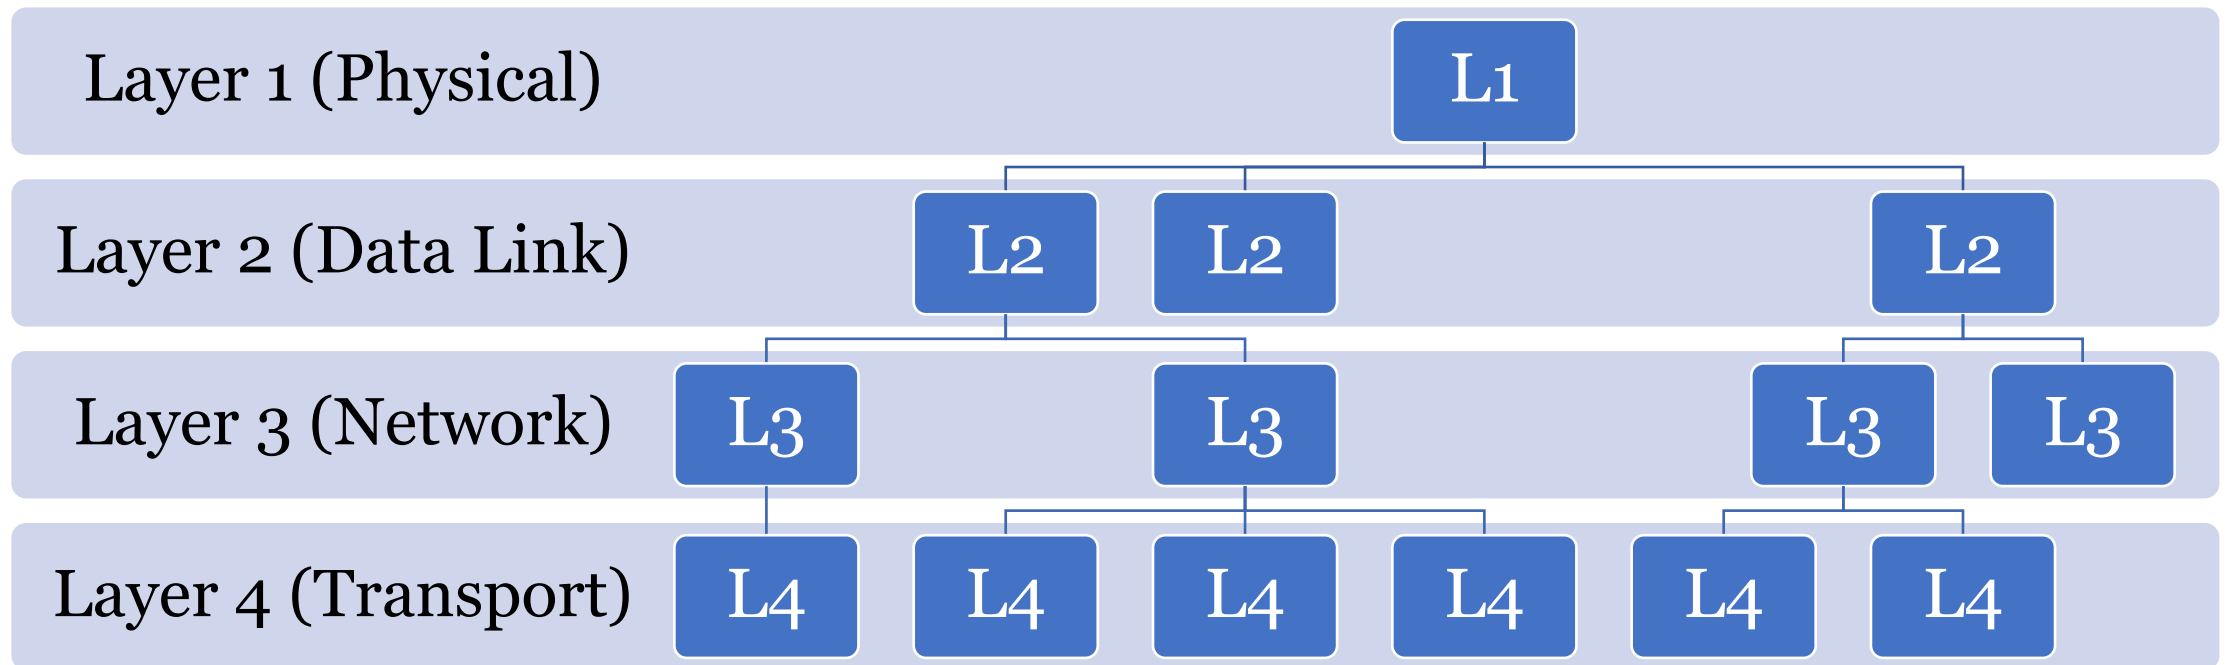 Layer 1 (Physical)
L1
Layer 2 (Data Link)
L2
L2
L2
Layer 3 (Network)
L3
L3
L3
L3
Layer 4 (Transport)
L4
L4
L4
L4
L4
L4